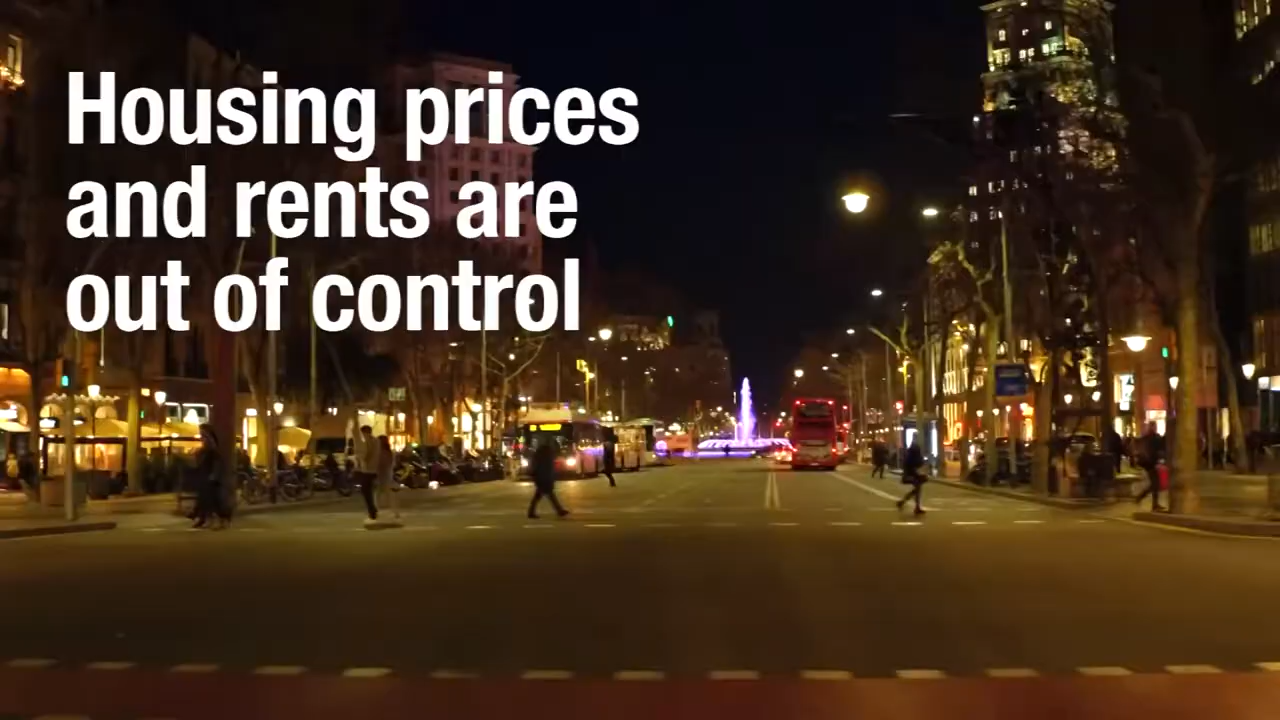 Housing prices
and rents are
out of control